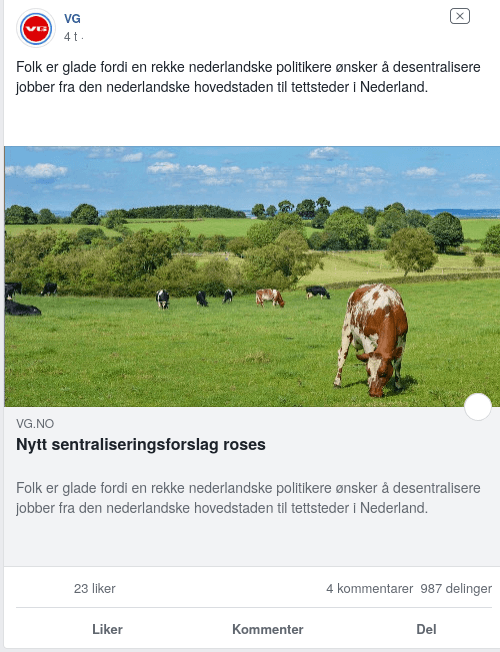 VG
VG
4 t ·
Folk er glade fordi en rekke nederlandske politikere ønsker å desentralisere
jobber fra den nederlandske hovedstaden til tettsteder i Nederland.
VG.NO
Nytt sentraliseringsforslag roses
Folk er glade fordi en rekke nederlandske politikere ønsker å desentralisere
jobber fra den nederlandske hovedstaden til tettsteder i Nederland.
23 liker
4 kommentarer 987 delinger
Liker
Kommenter
Del